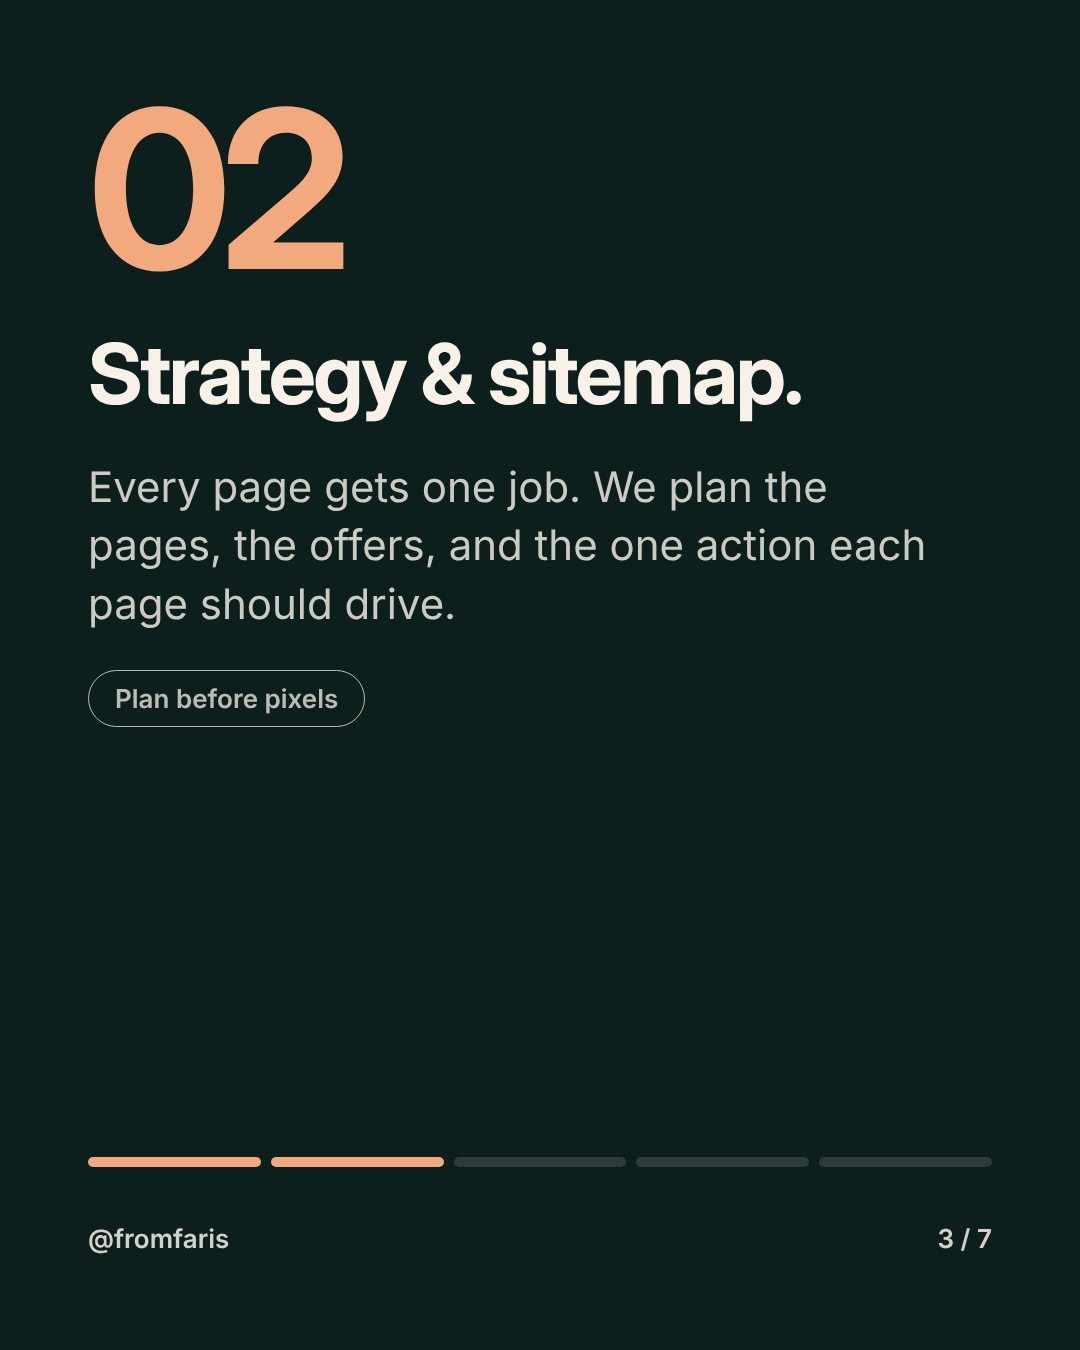 02
Strategy & sitemap.
Every page gets one job. We plan the
pages, the offers, and the one action each
page should drive.
Plan before pixels
@fromfaris
3 / 7